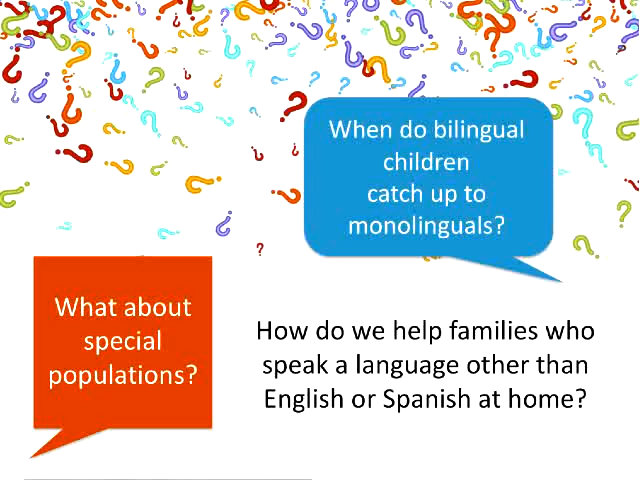 When do bilingual
children
catch up to
monolinguals?
What about
special
populations?
How do we help families who
speak a language other than
English or Spanish at home?